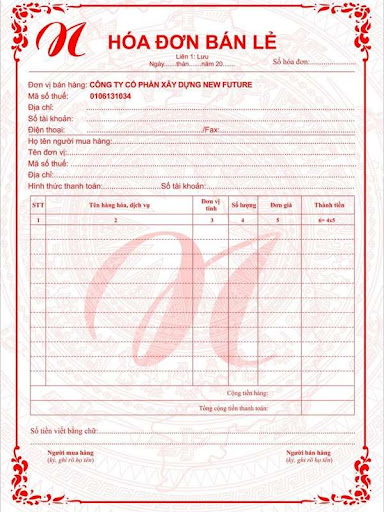 HÓA ĐƠN BÁN LẺ
Liên 1: Lưu
Ngày......thán......năm 20......
Số hóa đơn:
Đơn vị bán hàng: CÔNG TY CỔ PHẦN XÂY DỰNG NEW FUTURE
Mã số thuế: 0106131034
Địa chỉ:
Số tài khoản:
Điện thoại: /Fax:
Họ tên người mua hàng:
Tên đơn vị:
Mã số thuế:
Địa chỉ:
Hình thức thanh toán: Số tài khoản:
STT Tên hàng hóa, dịch vụ Đơn vị tính Số lượng Đơn giá Thành tiền
1 2 3 4 5 6= 4x5
Cộng tiền hàng:
Tổng cộng tiền thanh toán:
Số tiền viết bằng chữ:
Người mua hàng Người bán hàng
(ký, ghi rõ họ tên) (ký, ghi rõ họ tên)